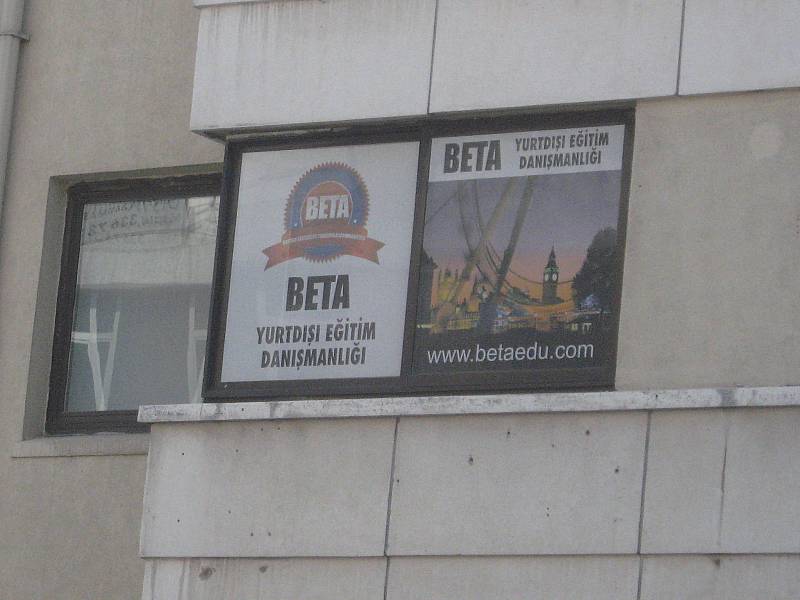 BETA
BETA
YURTDIŞI EĞİTİM
DANIŞMANLIĞI
BETA
YURTDIŞI EĞİTİM
DANIŞMANLIĞI
www.betaedu.com